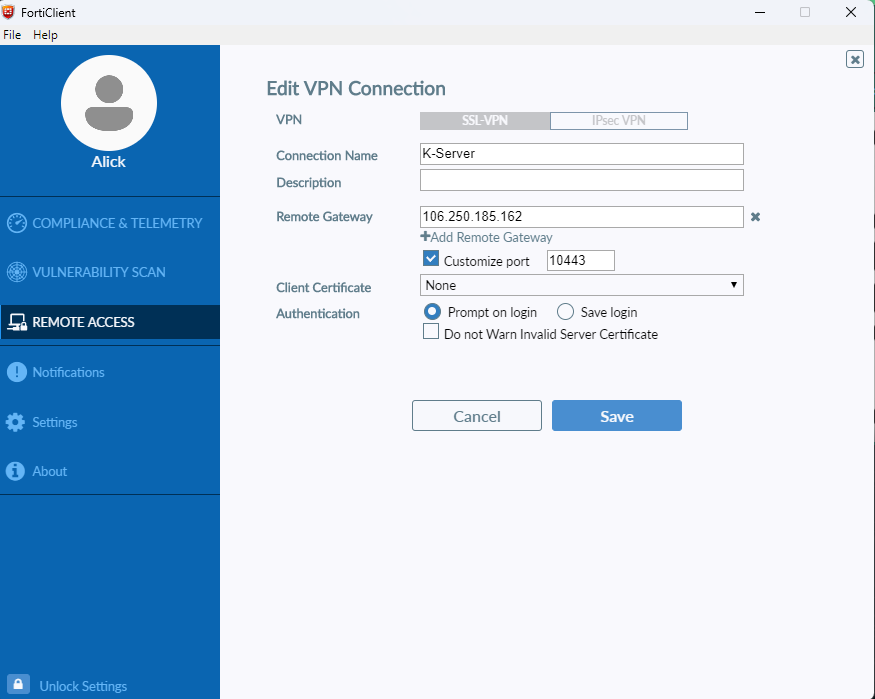 FortiClient
File Help
Alick
COMPLIANCE & TELEMETRY
VULNERABILITY SCAN
REMOTE ACCESS
Notifications
Settings
About
Unlock Settings
Edit VPN Connection
VPN SSL-VPN IPsec VPN
Connection Name K-Server
Description
Remote Gateway 106.250.185.162
+Add Remote Gateway
Customize port 10443
Client Certificate None
Authentication Prompt on login Save login
Do not Warn Invalid Server Certificate
Cancel Save